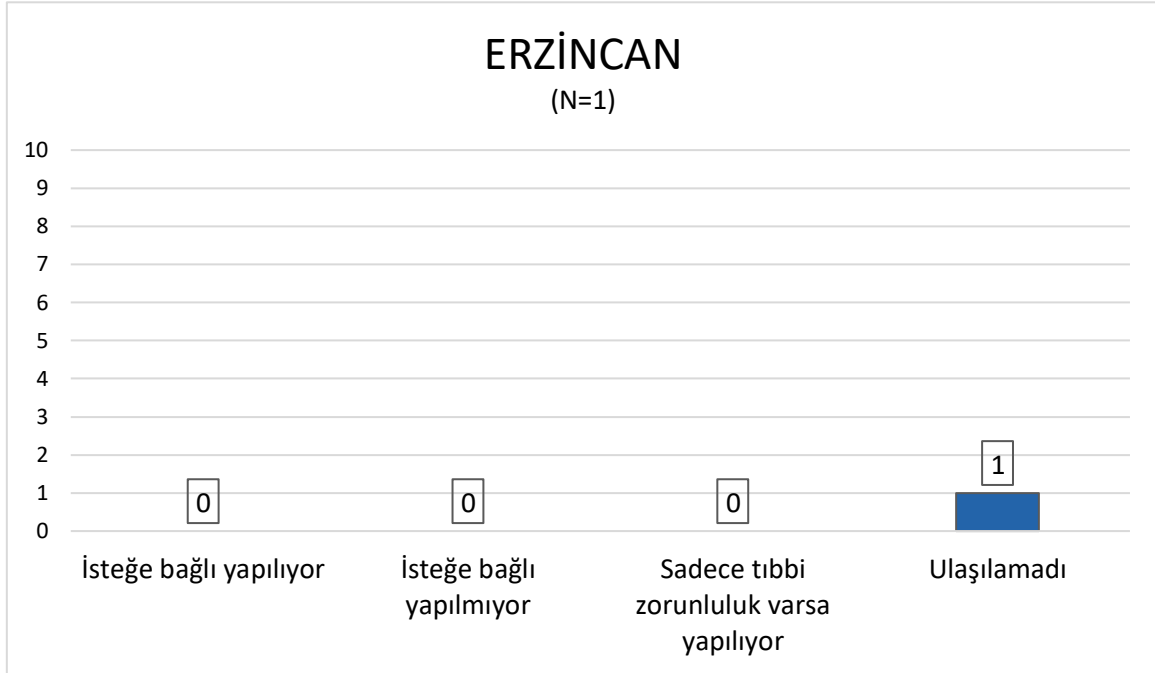 ERZİNCAN
(N=1)
10
9
8
7
6
5
4
3
2
1
0
0
0
0
1
İsteğe bağlı yapılıyor
İsteğe bağlı
yapılmıyor
Sadece tıbbi
zorunluluk varsa
yapılıyor
Ulaşılamadı